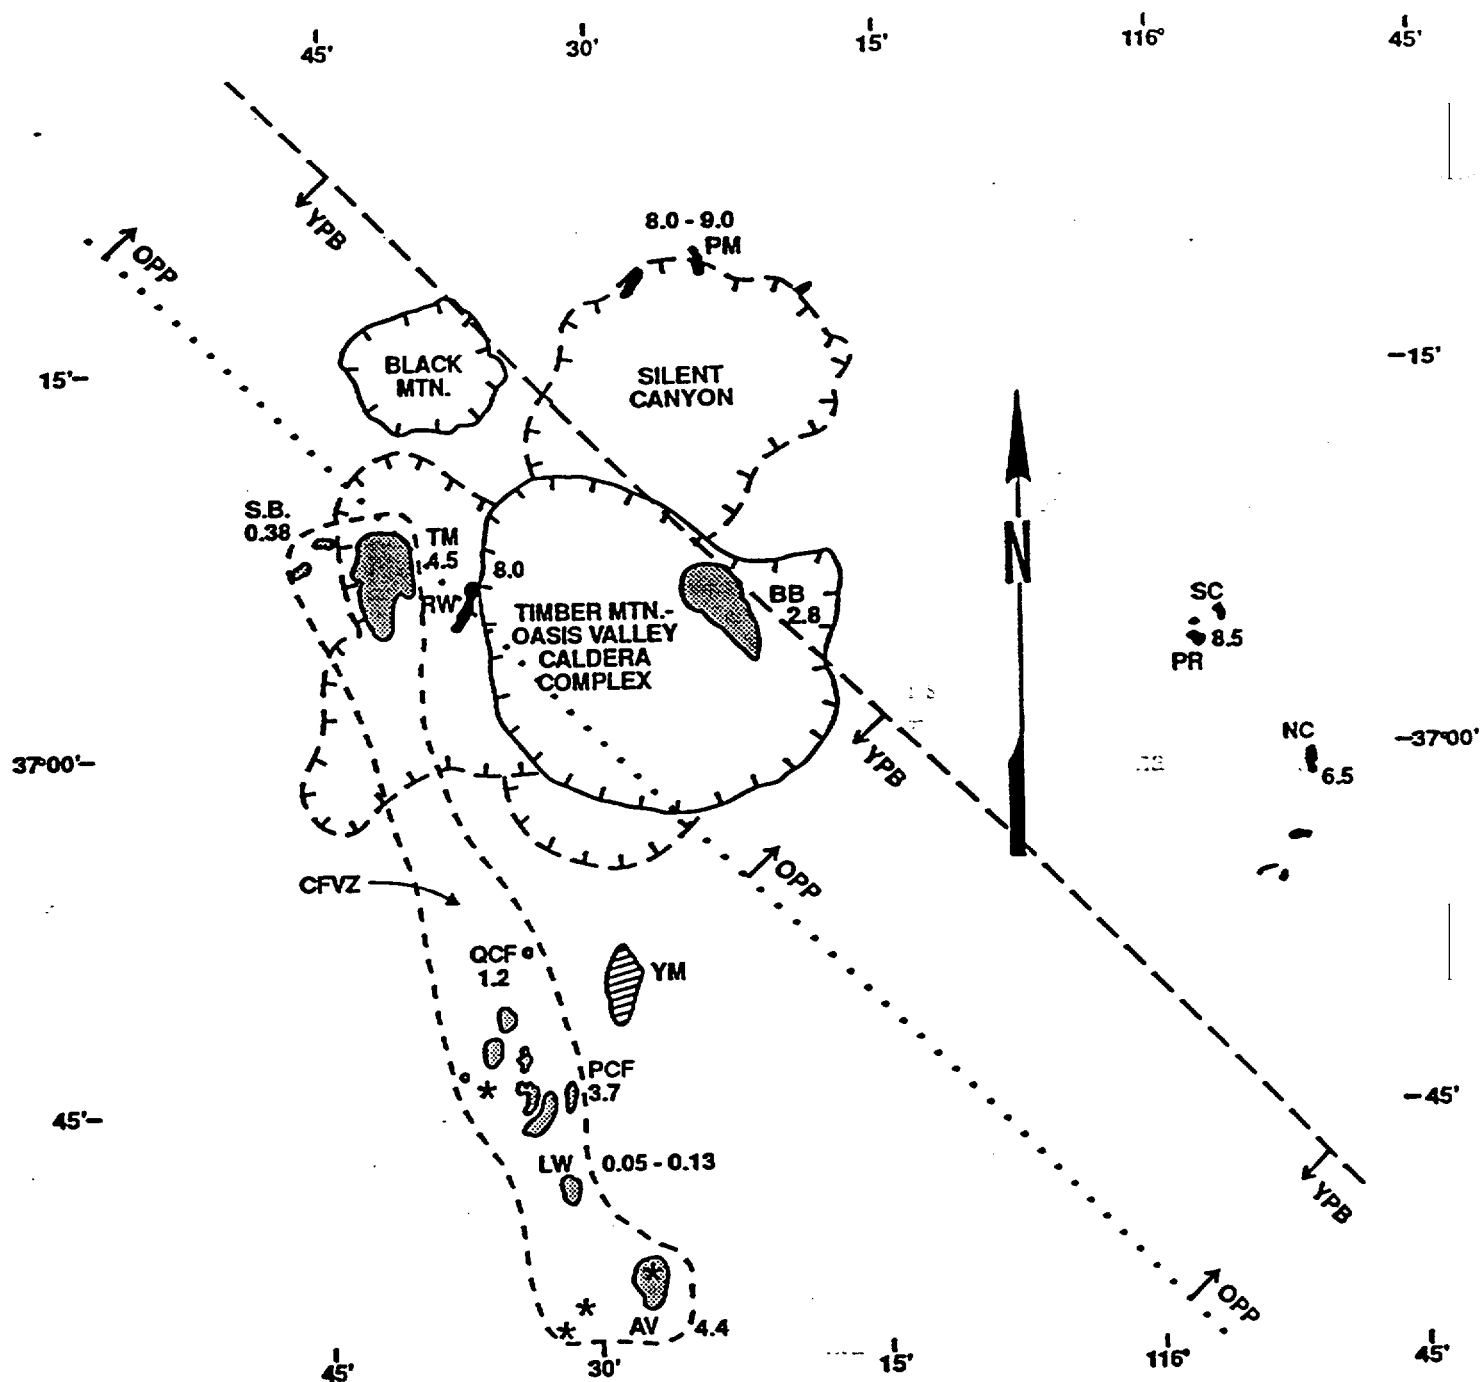 45'
30'
15'
116°
45'
YPB
OPP
8.0 - 9.0
PM
BLACK
MTN.
SILENT
CANYON
15'
15'
S.B.
0.38
TM
4.5
RW
8.0
TIMBER MTN.-
OASIS VALLEY
CALDERA
COMPLEX
BB
2.8
N
SC
8.5
PR
NC
6.5
37°00'
37°00'
YPB
OPP
CFVZ
QCF
1.2
YM
PCF
3.7
45'
45'
LW
0.05 - 0.13
YPB
OPP
AV
4.4
45'
30'
15'
116°
45'